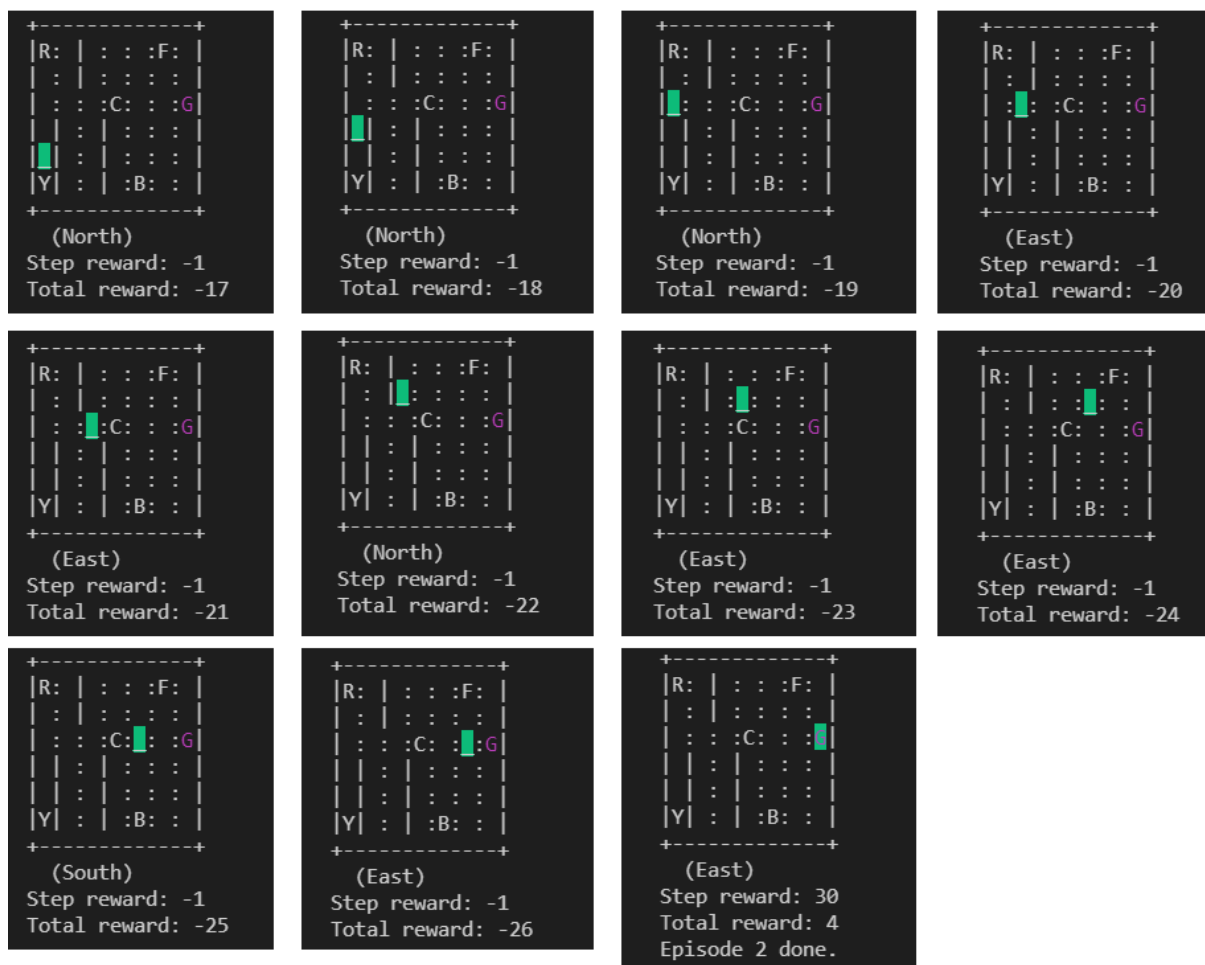 +-------------+
|R: | : : :F: |
| : | : : : : |
| : : :C: : :G|
| | : | : : : |
|_| : | : : : |
|Y| : | :B: : |
+-------------+
(North)
Step reward: -1
Total reward: -17
+-------------+
|R: | : : :F: |
| : | : : : : |
| : : :C: : :G|
|_| : | : : : |
| | : | : : : |
|Y| : | :B: : |
+-------------+
(North)
Step reward: -1
Total reward: -18
+-------------+
|R: | : : :F: |
| : | : : : : |
|_: : :C: : :G|
| | : | : : : |
| | : | : : : |
|Y| : | :B: : |
+-------------+
(North)
Step reward: -1
Total reward: -19
+-------------+
|R: | : : :F: |
| : | : : : : |
| :_: :C: : :G|
| | : | : : : |
| | : | : : : |
|Y| : | :B: : |
+-------------+
(East)
Step reward: -1
Total reward: -20
+-------------+
|R: | : : :F: |
| : | : : : : |
| : :_:C: : :G|
| | : | : : : |
| | : | : : : |
|Y| : | :B: : |
+-------------+
(East)
Step reward: -1
Total reward: -21
+-------------+
|R: | : : :F: |
| : |_: : : : |
| : : :C: : :G|
| | : | : : : |
| | : | : : : |
|Y| : | :B: : |
+-------------+
(North)
Step reward: -1
Total reward: -22
+-------------+
|R: | : : :F: |
| : | :_: : : |
| : : :C: : :G|
| | : | : : : |
| | : | : : : |
|Y| : | :B: : |
+-------------+
(East)
Step reward: -1
Total reward: -23
+-------------+
|R: | : : :F: |
| : | : :_: : |
| : : :C: : :G|
| | : | : : : |
| | : | : : : |
|Y| : | :B: : |
+-------------+
(East)
Step reward: -1
Total reward: -24
+-------------+
|R: | : : :F: |
| : | : : : : |
| : : :C:_: :G|
| | : | : : : |
| | : | : : : |
|Y| : | :B: : |
+-------------+
(South)
Step reward: -1
Total reward: -25
+-------------+
|R: | : : :F: |
| : | : : : : |
| : : :C: :_:G|
| | : | : : : |
| | : | : : : |
|Y| : | :B: : |
+-------------+
(East)
Step reward: -1
Total reward: -26
+-------------+
|R: | : : :F: |
| : | : : : : |
| : : :C: : :G|
| | : | : : : |
| | : | : : : |
|Y| : | :B: : |
+-------------+
(East)
Step reward: 30
Total reward: 4
Episode 2 done.